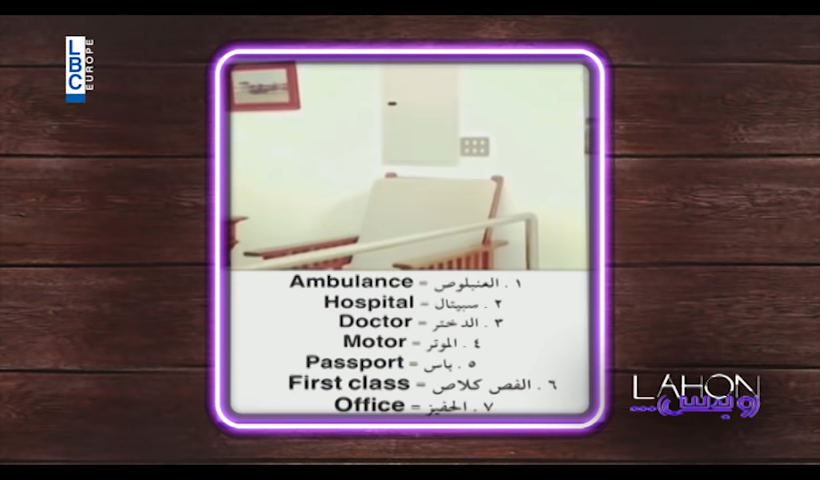 LBC
EUROPE
١. العنبلوص = Ambulance
٢. سبيتال = Hospital
٣. الدختر = Doctor
٤. الموتر = Motor
٥. باس = Passport
٦. الفص كلاص = First class
٧. الحفيز = Office
LAHON
وبس...